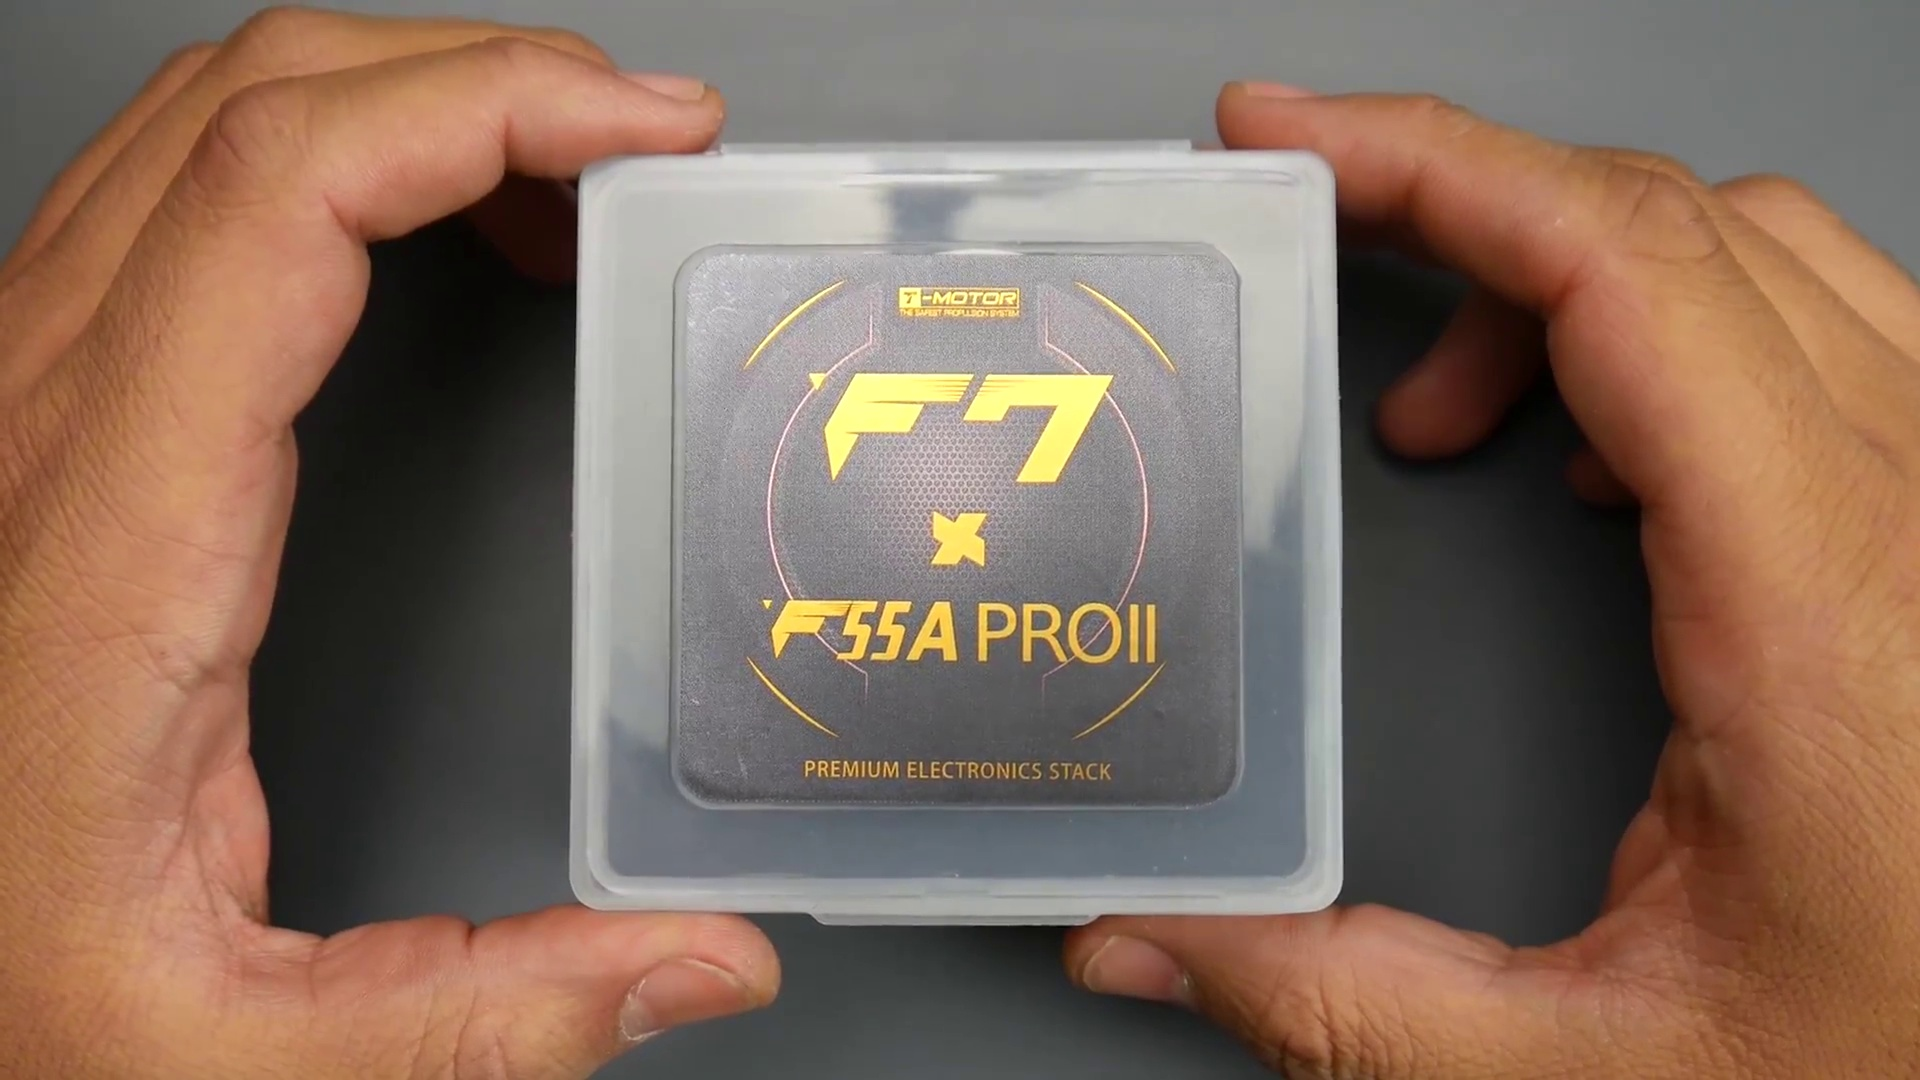 T-MOTOR
THE SAFEST PROPULSION SYSTEM
F7
X
F55A PROII
PREMIUM ELECTRONICS STACK